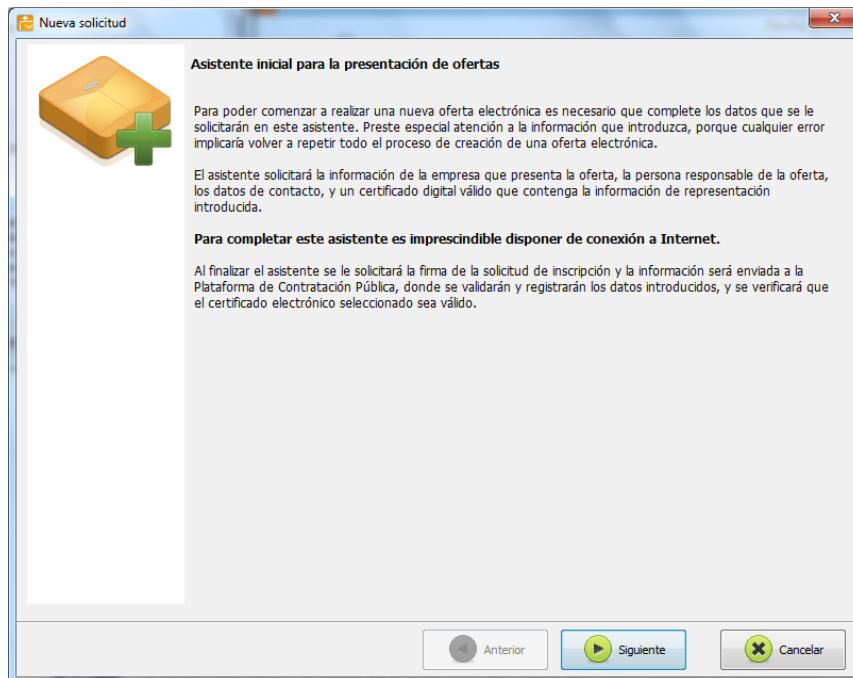 Nueva solicitud
Asistente inicial para la presentación de ofertas
Para poder comenzar a realizar una nueva oferta electrónica es necesario que complete los datos que se le
solicitarán en este asistente. Preste especial atención a la información que introduzca, porque cualquier error
implicaría volver a repetir todo el proceso de creación de una oferta electrónica.
El asistente solicitará la información de la empresa que presenta la oferta, la persona responsable de la oferta,
los datos de contacto, y un certificado digital válido que contenga la información de representación
introducida.
Para completar este asistente es imprescindible disponer de conexión a Internet.
Al finalizar el asistente se le solicitará la firma de la solicitud de inscripción y la información será enviada a la
Plataforma de Contratación Pública, donde se validarán y registrarán los datos introducidos, y se verificará que
el certificado electrónico seleccionado sea válido.
Anterior
Siguiente
Cancelar